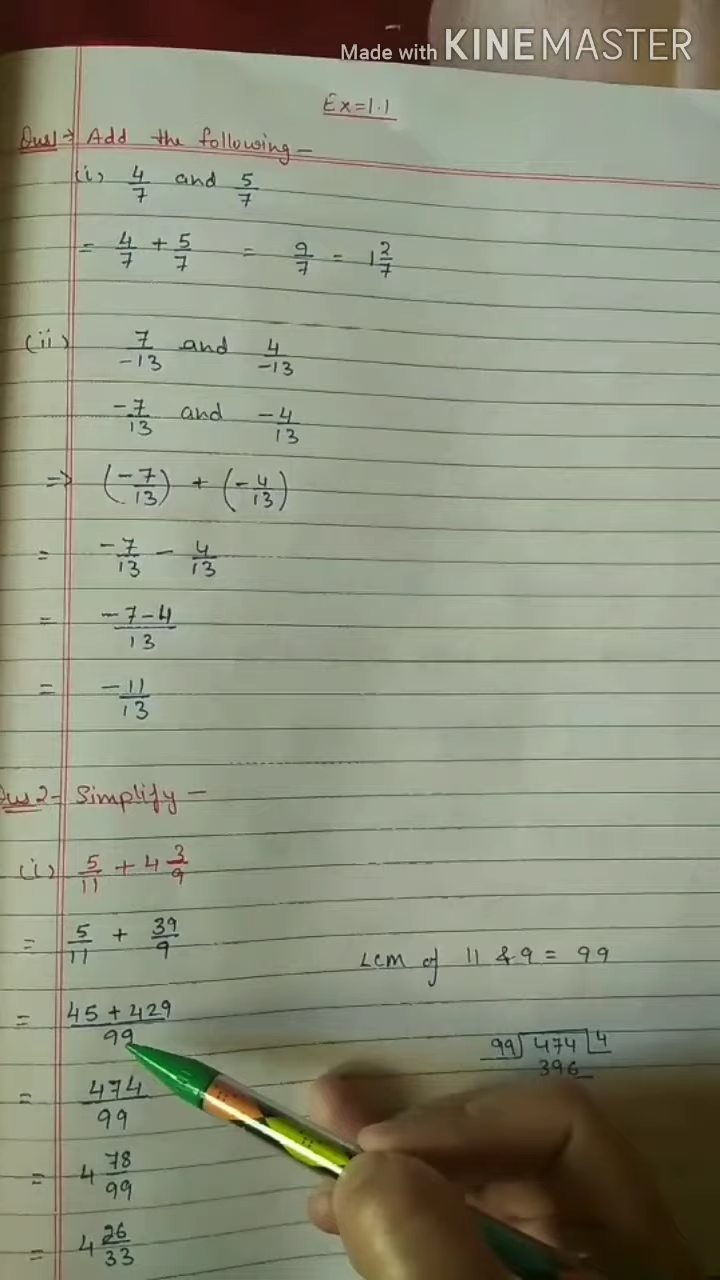 Made with KINEMASTER
Ex=1.1
Qus1→ Add the following—
(i) 4/7 and 5/7
= 4/7 + 5/7 = 9/7 = 1 2/7
(ii) 7/-13 and 4/-13
-7/13 and -4/13
=> (-7/13) + (-4/13)
= -7/13 - 4/13
= -7-4/13
= -11/13
Qus2- Simplify—
(i) 5/11 + 4 3/9
= 5/11 + 39/9
LCM of 11 & 9 = 99
= 45+429/99
99)474(4
396
= 474/99
= 4 78/99
= 4 26/33